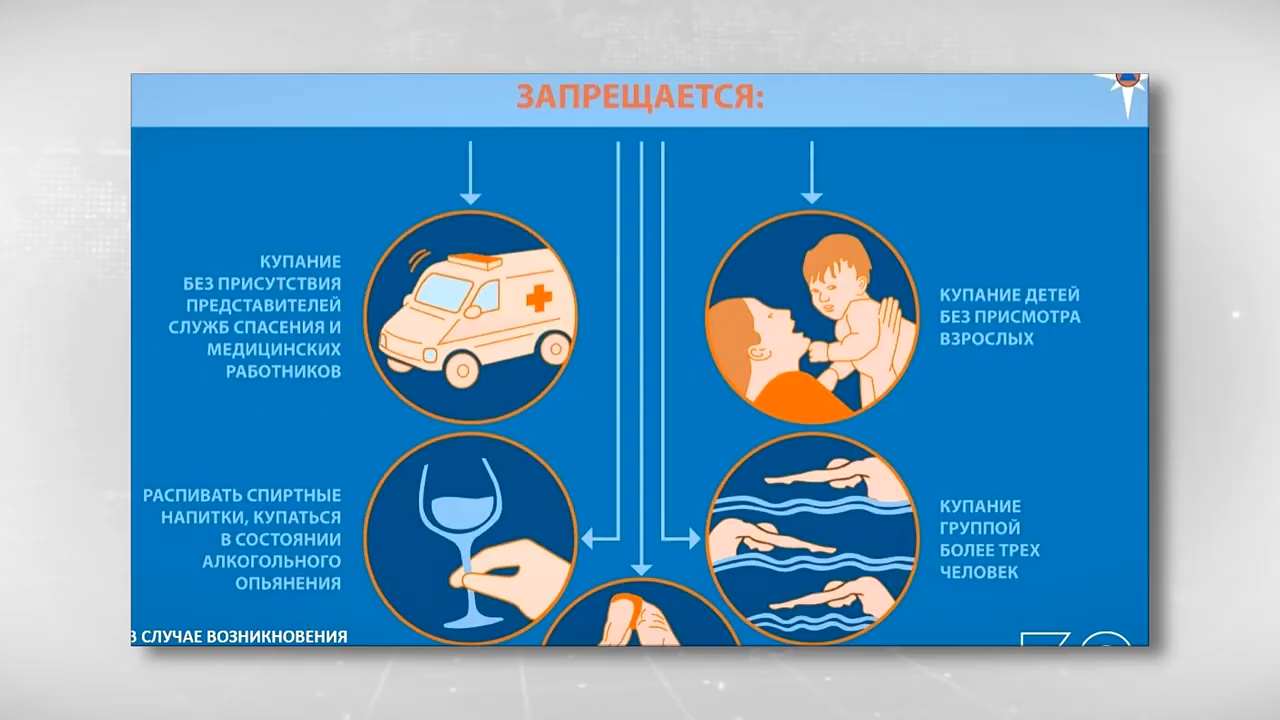 ЗАПРЕЩАЕТСЯ:
КУПАНИЕ
БЕЗ ПРИСУТСТВИЯ
ПРЕДСТАВИТЕЛЕЙ
СЛУЖБ СПАСЕНИЯ И
МЕДИЦИНСКИХ
РАБОТНИКОВ
КУПАНИЕ ДЕТЕЙ
БЕЗ ПРИСМОТРА
ВЗРОСЛЫХ
РАСПИВАТЬ СПИРТНЫЕ
НАПИТКИ, КУПАТЬСЯ
В СОСТОЯНИИ
АЛКОГОЛЬНОГО
ОПЬЯНЕНИЯ
КУПАНИЕ
ГРУППОЙ
БОЛЕЕ ТРЕХ
ЧЕЛОВЕК
В СЛУЧАЕ ВОЗНИКНОВЕНИЯ